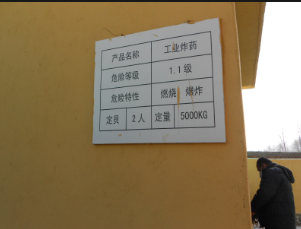 产品名称 工业炸药
危险等级 1.1级
危险特性 燃烧 爆炸
定员 2人 定量 5000KG